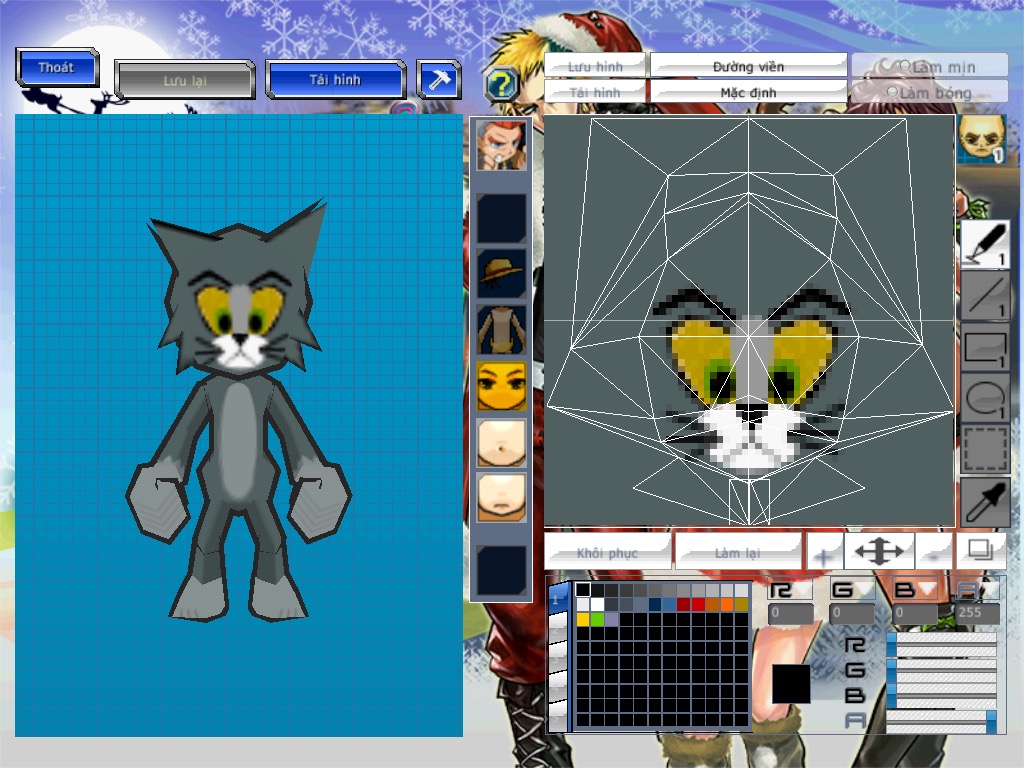 Thoát
Lưu lại
Tải hình
?
Lưu hình
Đường viền
Làm mịn
Tải hình
Mặc định
Làm bóng
1
1
1
1
1
Khôi phục
Làm lại
+
-
1
R
G
B
A
0
0
0
255
R
G
B
A